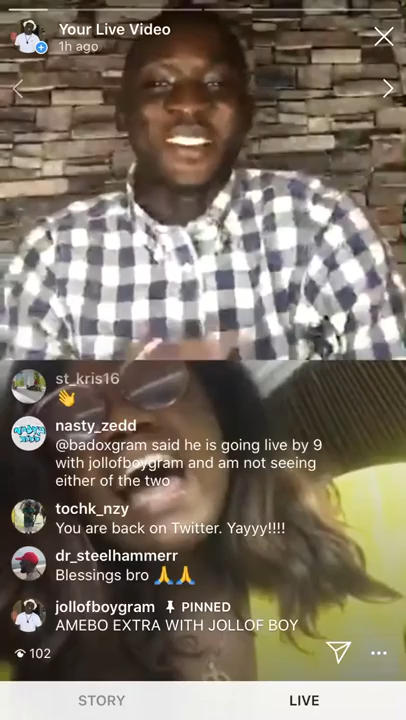 Your Live Video
1h ago
st_kris16
👋
nasty_zedd
@badoxgram said he is going live by 9
with jollofboygram and am not seeing
either of the two
tochk_nzy
You are back on Twitter. Yayyy!!!!
dr_steelhammerr
Blessings bro 🙏🙏
jollofboygram PINNED
AMEBO EXTRA WITH JOLLOF BOY
102
STORY LIVE